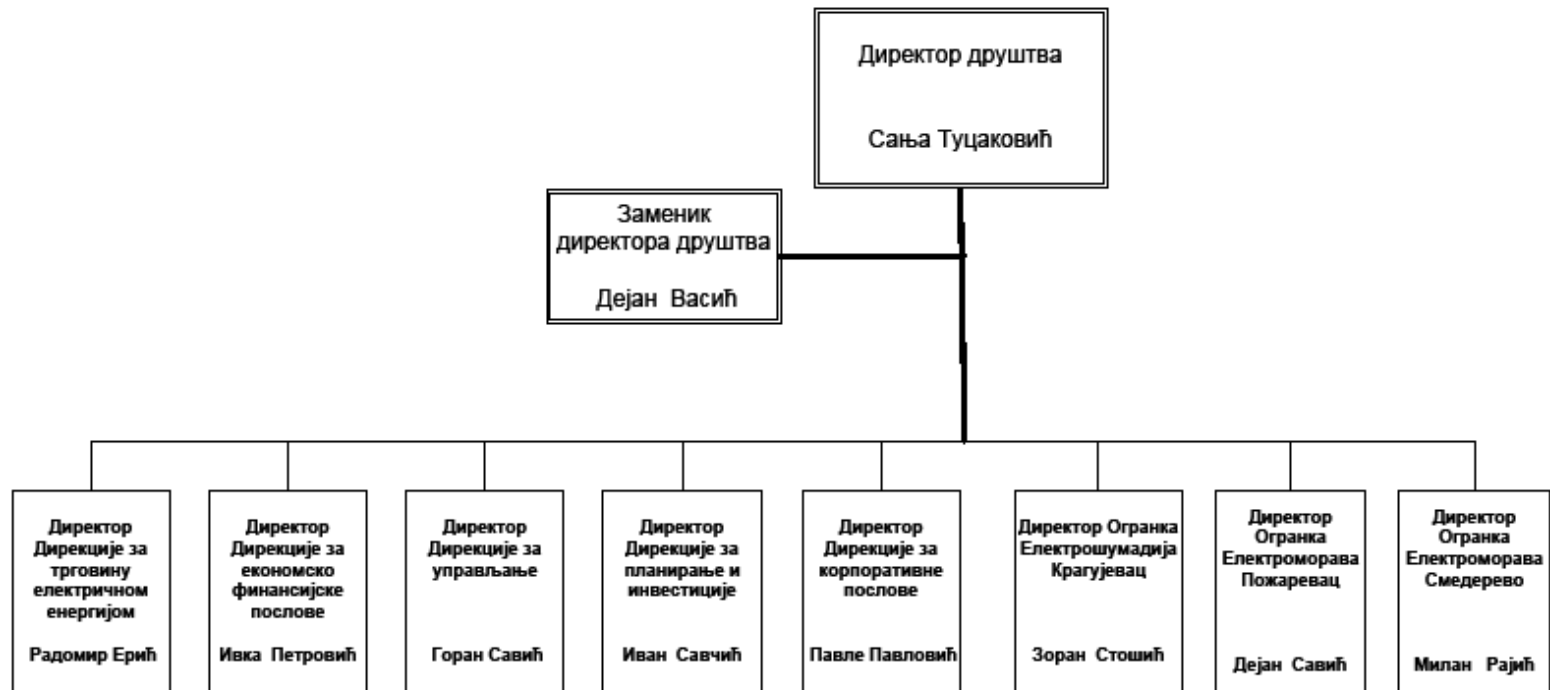 Директор друштва
Сања Туцаковић
Заменик
директора друштва
Дејан Васић
Директор
Дирекције за
трговину
електричном
енергијом
Радомир Ерић
Директор
Дирекције за
економско
финансијске
послове
Ивка Петровић
Директор
Дирекције за
управљање
Горан Савић
Директор
Дирекције за
планирање и
инвестиције
Иван Савчић
Директор
Дирекције за
корпоративне
послове
Павле Павловић
Директор Огранка
Електрошумадија
Крагујевац
Зоран Стошић
Директор
Огранка
Електроморава
Пожаревац
Дејан Савић
Директор
Огранка
Електроморава
Смедерево
Милан Рајић